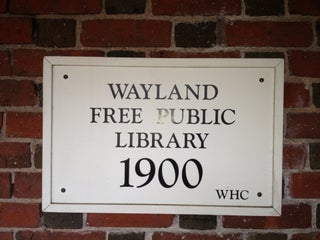 WAYLAND
FREE PUBLIC
LIBRARY
1900
WHC